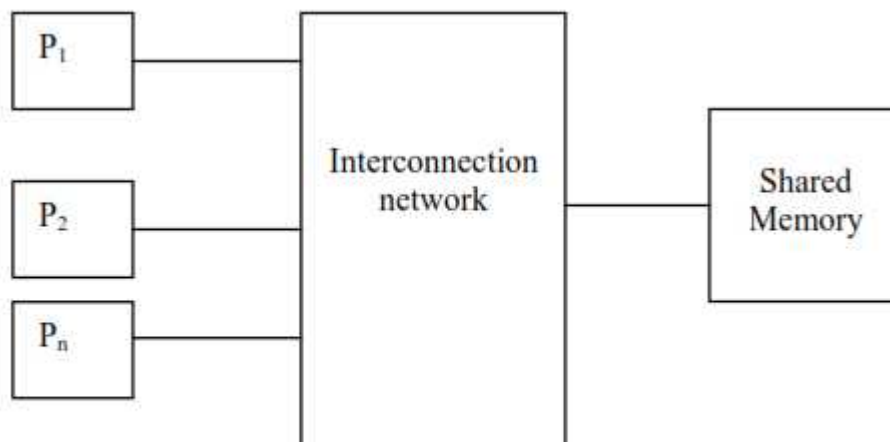 P₁
Interconnection
network
Shared
Memory
P₂
Pₙ